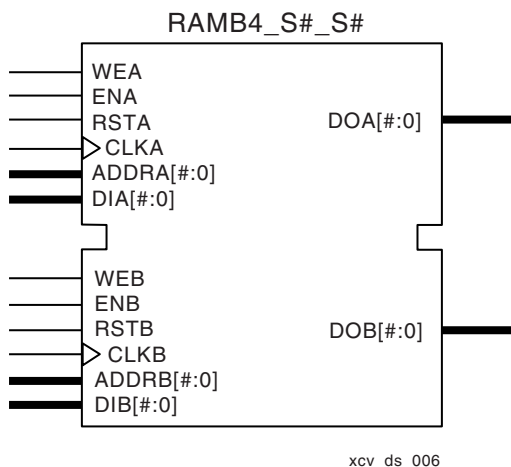 RAMB4_S#_S#
WEA
ENA
RSTA
DOA[#:0]
CLKA
ADDRA[#:0]
DIA[#:0]
WEB
ENB
RSTB
DOB[#:0]
CLKB
ADDRB[#:0]
DIB[#:0]
xcv_ds_006